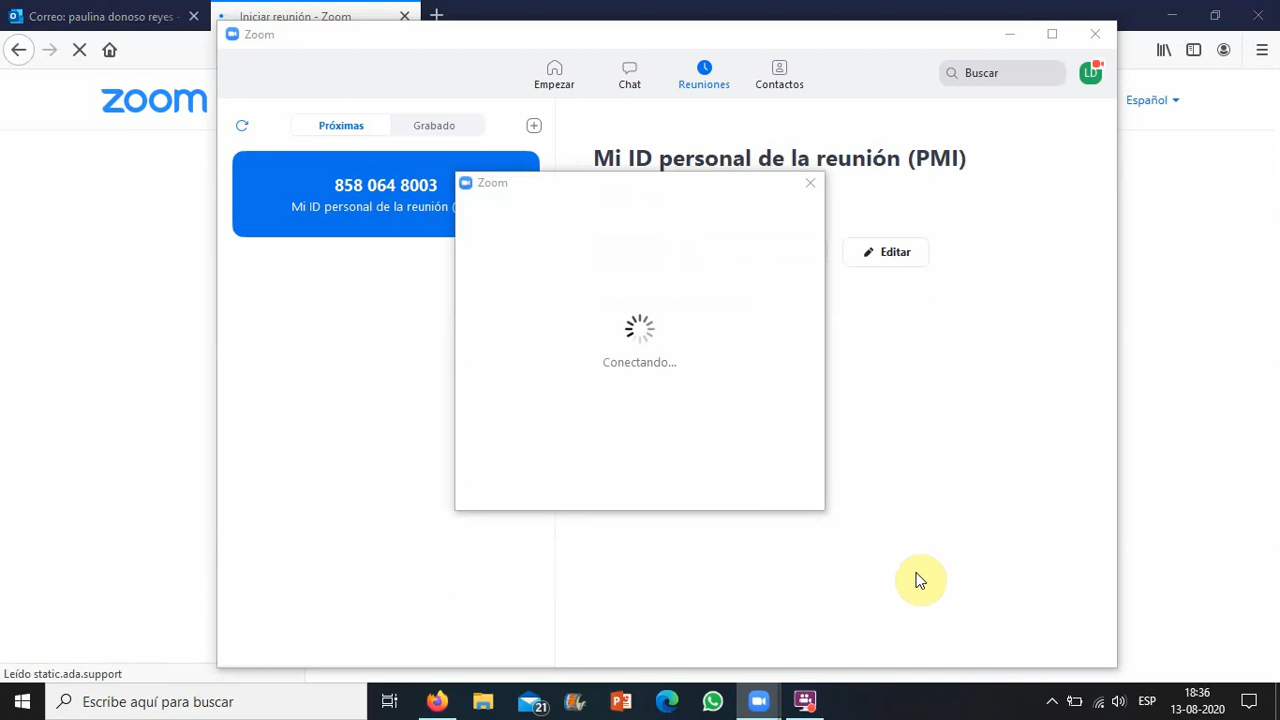 Correo: paulina donoso reyes -
Iniciar reunión - Zoom
Zoom
Empezar
Chat
Reuniones
Contactos
Buscar
LD
zoom
Español
Próximas
Grabado
Mi ID personal de la reunión (PMI)
858 064 8003
Mi ID personal de la reunión (
Zoom
Editar
Conectando...
Leído static.ada.support
Escribe aquí para buscar
21
ESP
18:36
13-08-2020